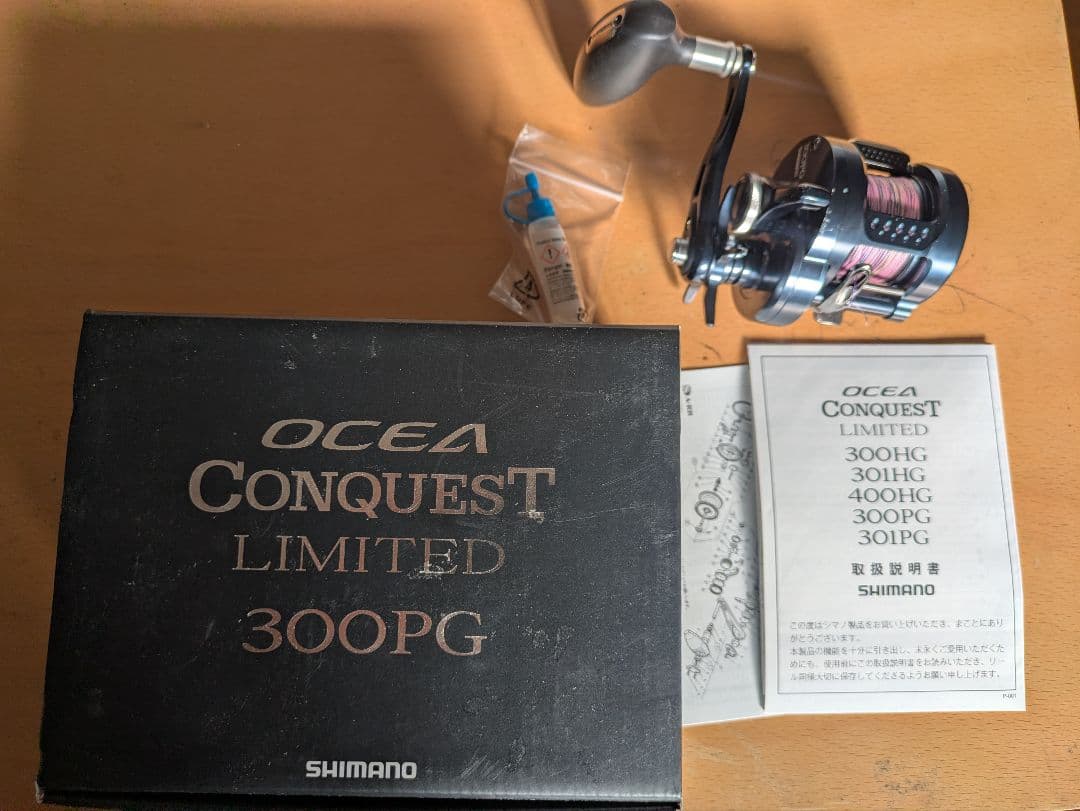 OCEA
CONQUEST
LIMITED
300PG
SHIMANO
OCEA
CONQUEST
LIMITED
300HG
301HG
400HG
300PG
301PG
取扱説明書
SHIMANO
この度はシマノ製品をお買い上げいただき、まことにあり
がとうございます。
本製品の機能を十分に引き出し、末永くご愛用いただくた
めにも、使用前にこの取扱説明書をお読みいただき、リー
ル同様大切に保存してくださるようお願い申し上げます。
P-001